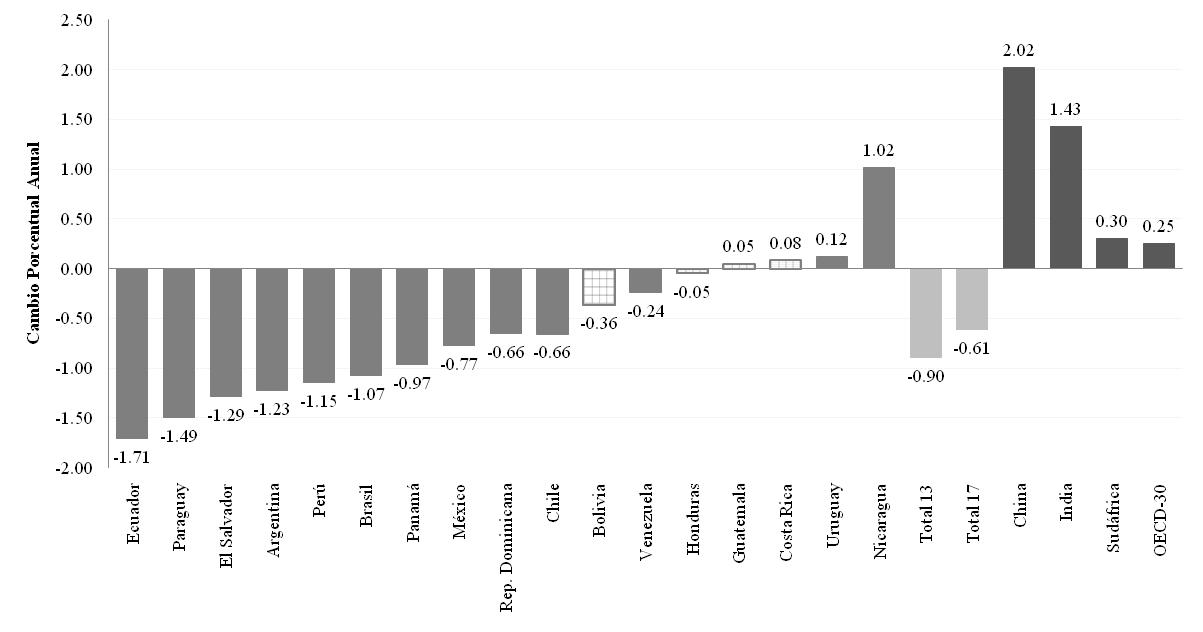 Cambio Porcentual Anual
2.50
2.00
1.50
1.00
0.50
0.00
-0.50
-1.00
-1.50
-2.00
-1.71
-1.49
-1.29
-1.23
-1.15
-1.07
-0.97
-0.77
-0.66
-0.66
-0.36
-0.24
-0.05
0.05
0.08
0.12
1.02
-0.90
-0.61
2.02
1.43
0.30
0.25
Ecuador
Paraguay
El Salvador
Argentina
Perú
Brasil
Panamá
México
Rep. Dominicana
Chile
Bolivia
Venezuela
Honduras
Guatemala
Costa Rica
Uruguay
Nicaragua
Total 13
Total 17
China
India
Sudáfrica
OECD-30